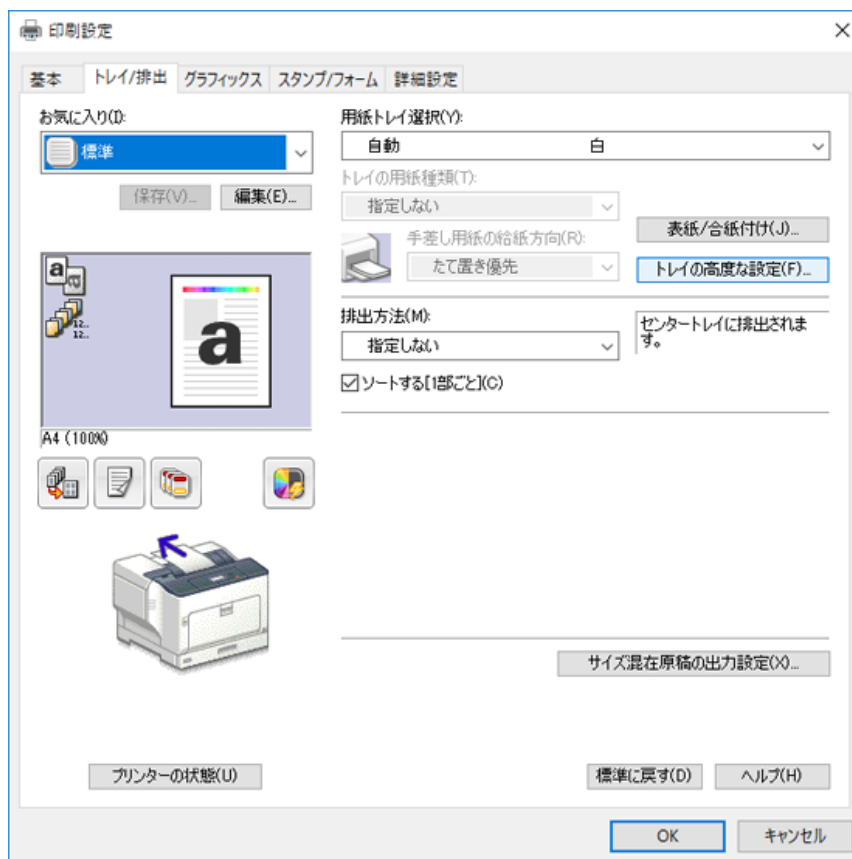 印刷設定
基本 トレイ/排出 グラフィックス スタンプ/フォーム 詳細設定
お気に入り(I):
標準
保存(V)... 編集(E)...
A4 (100%)
プリンターの状態(U)
用紙トレイ選択(Y):
自動 白
トレイの用紙種類(T):
指定しない
手差し用紙の給紙方向(R):
たて置き優先
表紙/合紙付け(J)...
トレイの高度な設定(F)...
排出方法(M):
指定しない
センタートレイに排出されま
す。
ソートする[1部ごと](C)
サイズ混在原稿の出力設定(X)...
標準に戻す(D) ヘルプ(H)
OK キャンセル